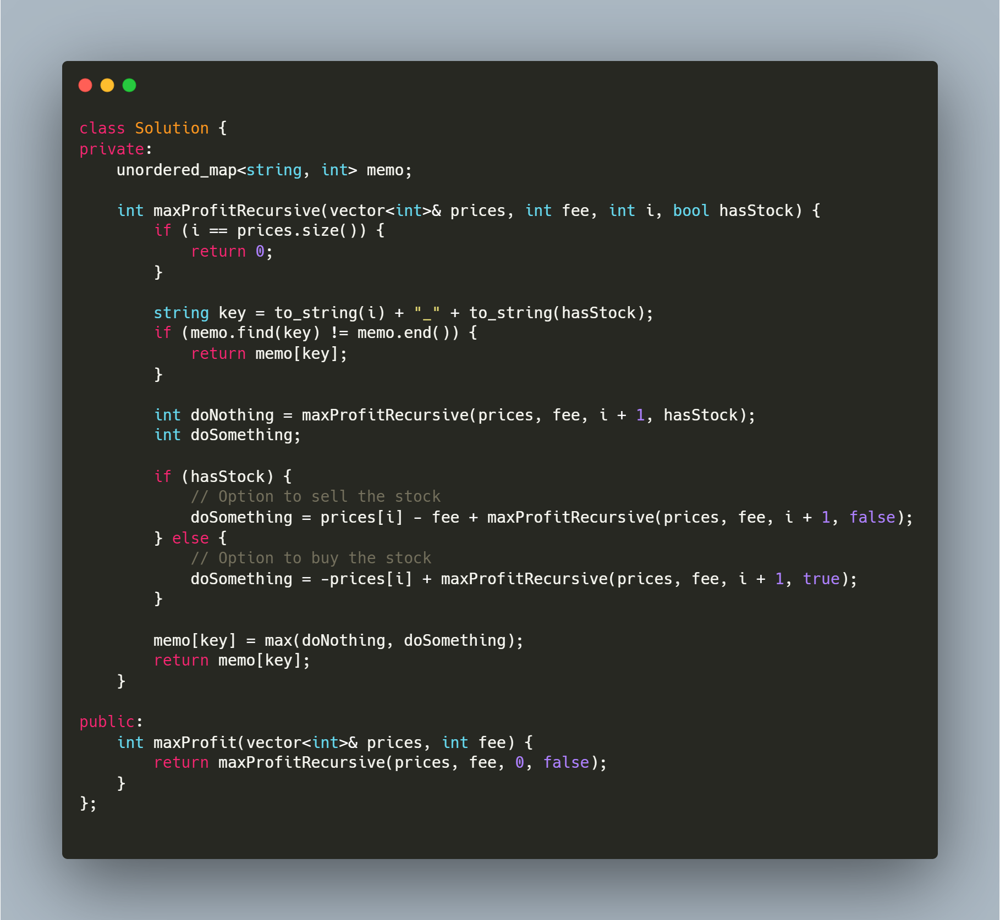 class Solution {
private:
    unordered_map<string, int> memo;

    int maxProfitRecursive(vector<int>& prices, int fee, int i, bool hasStock) {
        if (i == prices.size()) {
            return 0;
        }

        string key = to_string(i) + "_" + to_string(hasStock);
        if (memo.find(key) != memo.end()) {
            return memo[key];
        }

        int doNothing = maxProfitRecursive(prices, fee, i + 1, hasStock);
        int doSomething;

        if (hasStock) {
            // Option to sell the stock
            doSomething = prices[i] - fee + maxProfitRecursive(prices, fee, i + 1, false);
        } else {
            // Option to buy the stock
            doSomething = -prices[i] + maxProfitRecursive(prices, fee, i + 1, true);
        }

        memo[key] = max(doNothing, doSomething);
        return memo[key];
    }

public:
    int maxProfit(vector<int>& prices, int fee) {
        return maxProfitRecursive(prices, fee, 0, false);
    }
};